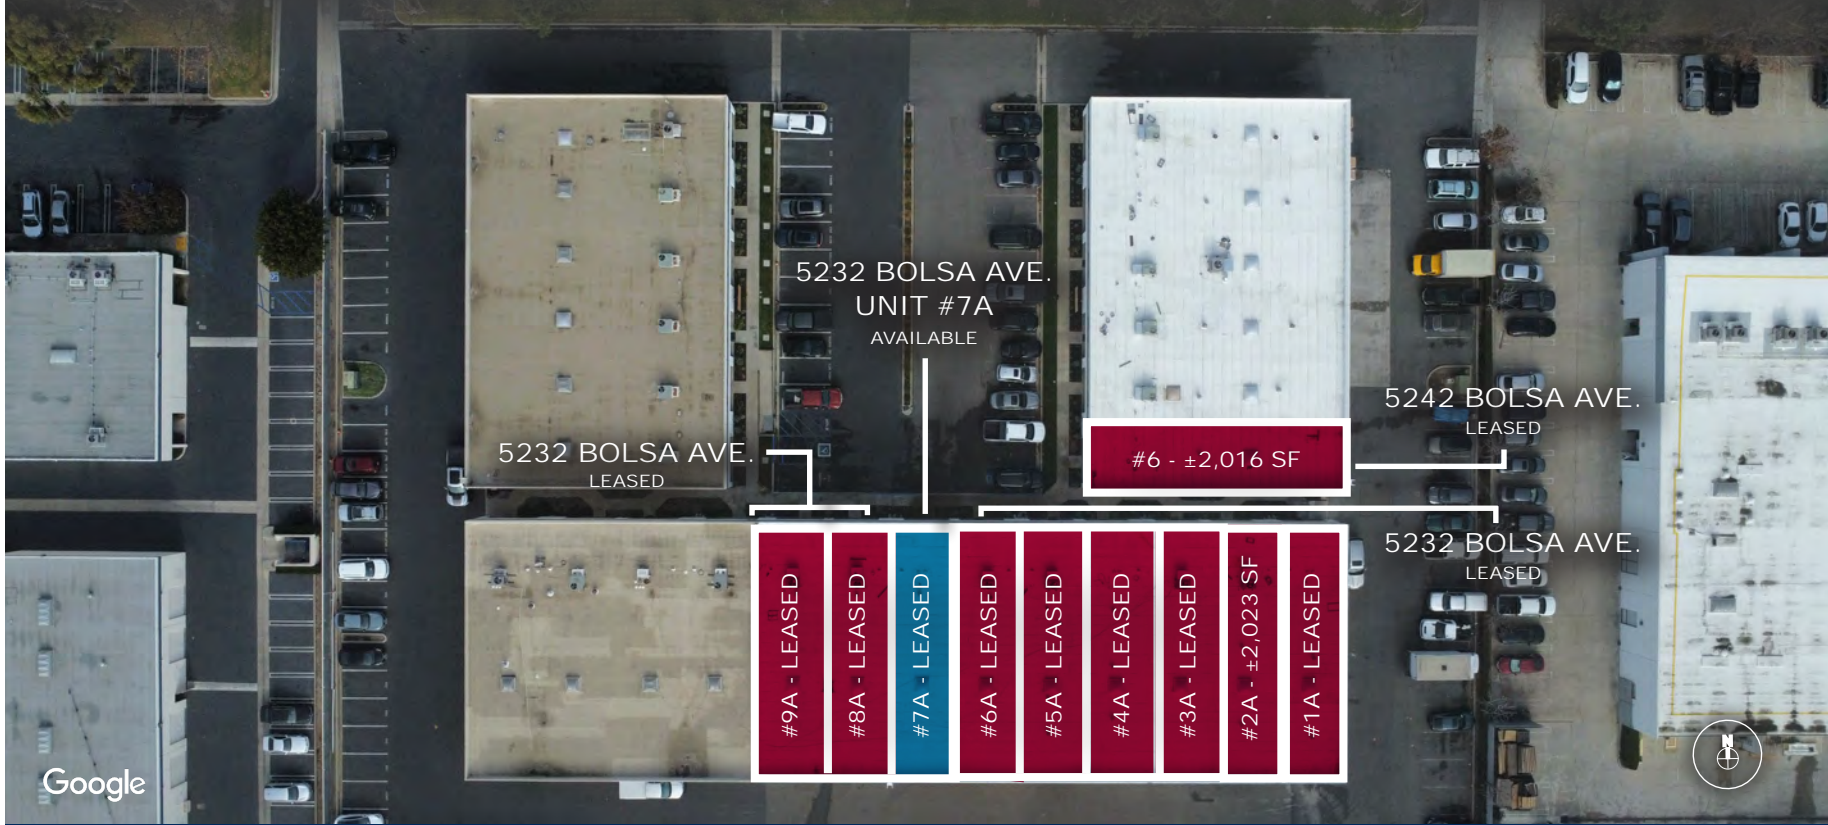 5232 BOLSA AVE.
UNIT #7A
AVAILABLE
5242 BOLSA AVE.
LEASED
5232 BOLSA AVE.
LEASED
#6 - ±2,016 SF
5232 BOLSA AVE.
LEASED
#9A - LEASED
#8A - LEASED
#7A - LEASED
#6A - LEASED
#5A - LEASED
#4A - LEASED
#3A - LEASED
#2A - ±2,023 SF
#1A - LEASED
N
Google